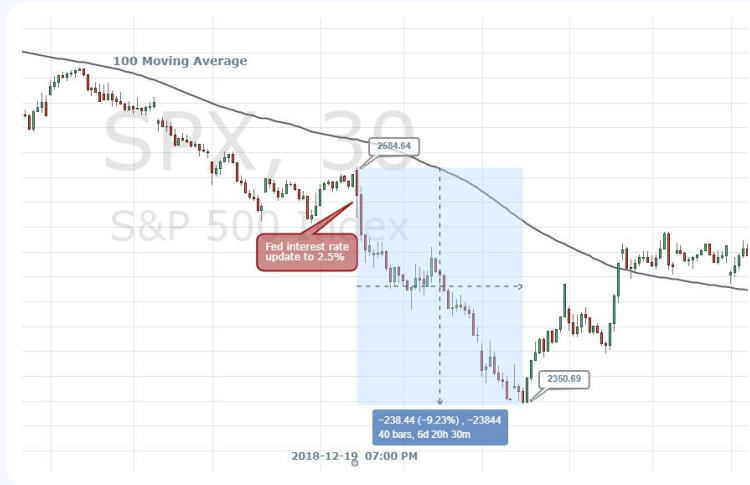 100 Moving Average
SPX, 30
S&P 500 Index
2584.64
Fed interest rate
update to 2.5%
2350.69
−238.44 (−9.23%) , −23844
40 bars, 6d 20h 30m
2018-12-19 07:00 PM